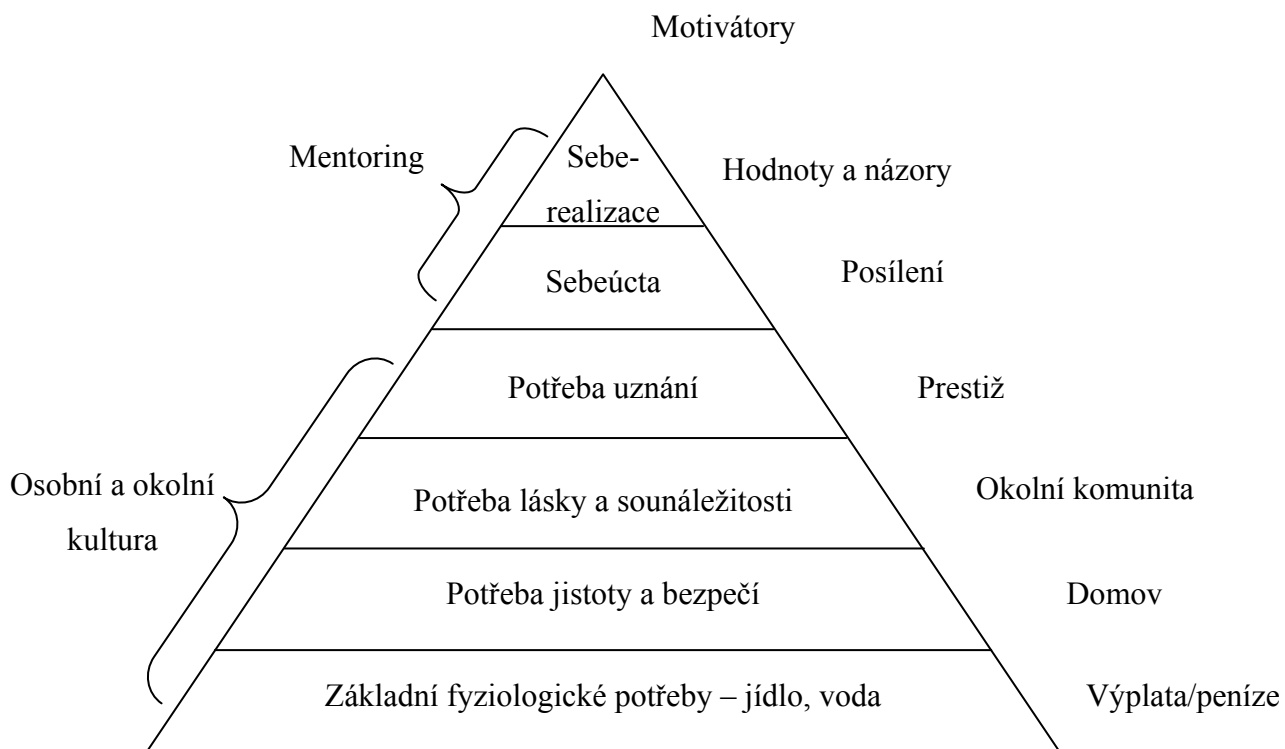 Motivátory
Mentoring
Sebe-
realizace
Hodnoty a názory
Sebeúcta
Posílení
Potřeba uznání
Prestiž
Osobní a okolní
kultura
Potřeba lásky a sounáležitosti
Okolní komunita
Potřeba jistoty a bezpečí
Domov
Základní fyziologické potřeby – jídlo, voda
Výplata/peníze